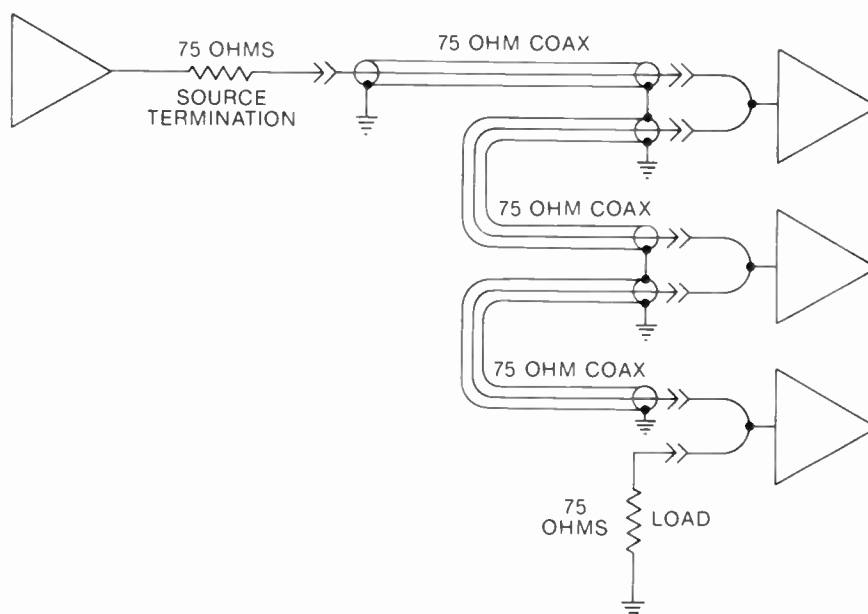 75 OHMS
SOURCE
TERMINATION
75 OHM COAX
75 OHM COAX
75 OHM COAX
75
OHMS
LOAD